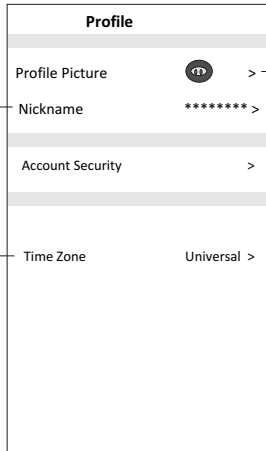 Profile
Profile Picture >
Nickname ******** >
Account Security >
Time Zone Universal >